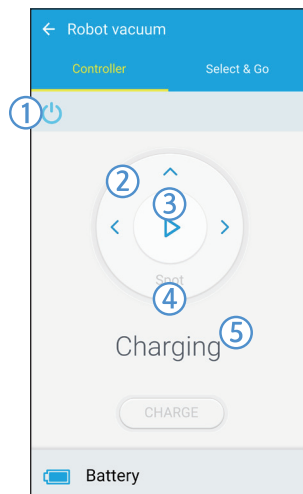 Robot vacuum
Controller Select & Go
1
2
3
Spot
4
Charging 5
CHARGE
Battery